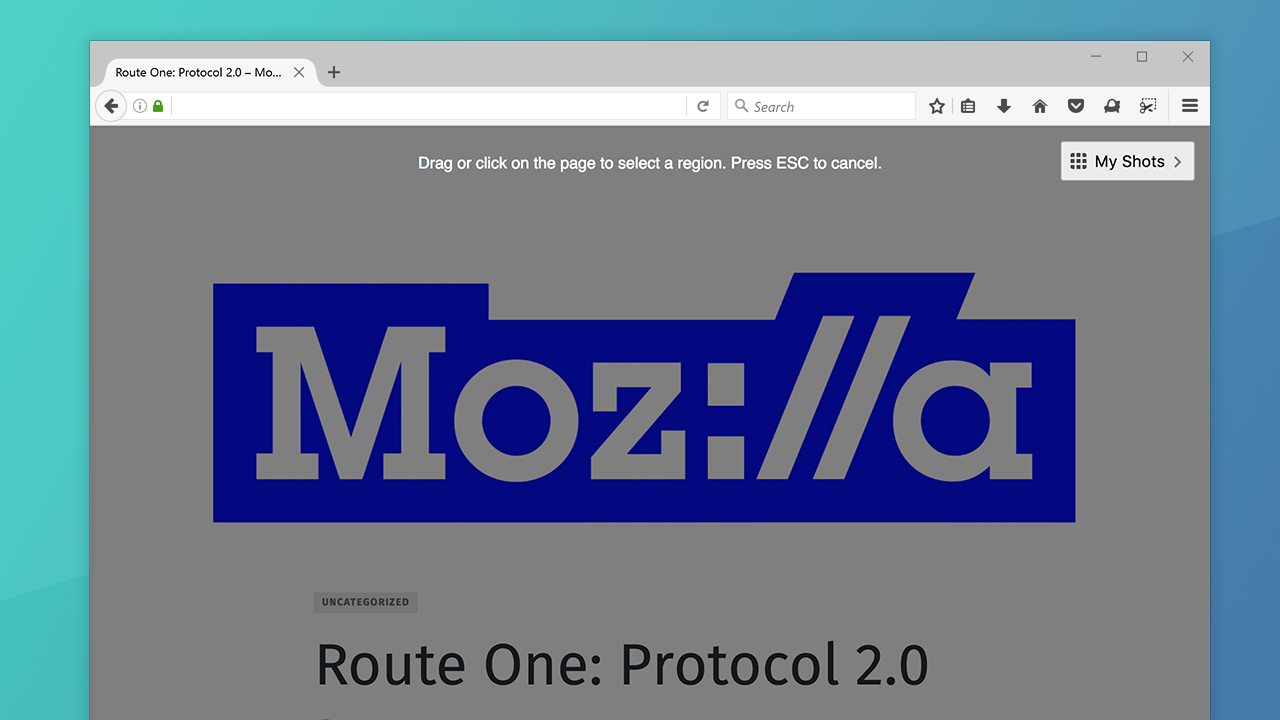 Route One: Protocol 2.0 – Mo...
Search
Drag or click on the page to select a region. Press ESC to cancel.
My Shots
Moz://a
UNCATEGORIZED
Route One: Protocol 2.0